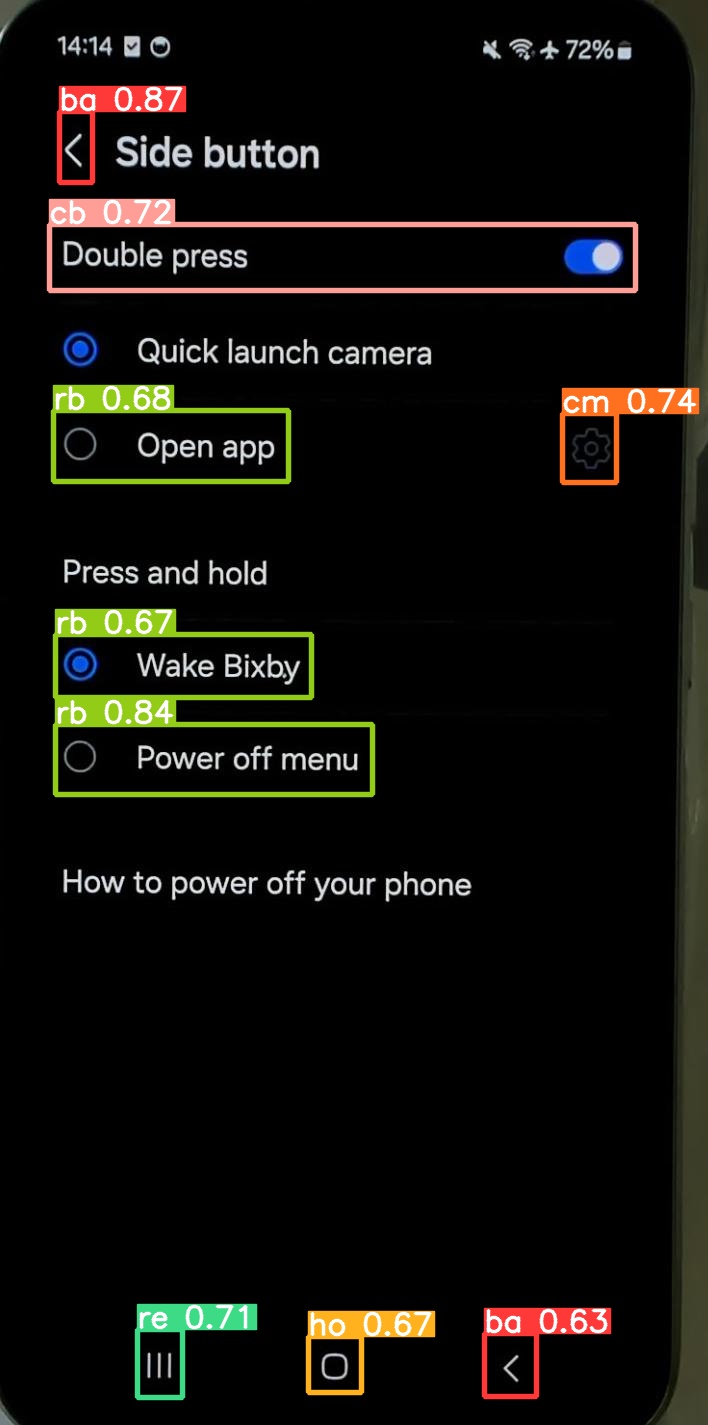 14:14 72%
ba 0.87
Side button
cb 0.72
Double press
Quick launch camera
rb 0.68 cm 0.74
Open app
Press and hold
rb 0.67
Wake Bixby
rb 0.84
Power off menu
How to power off your phone
re 0.71 ho 0.67 ba 0.63